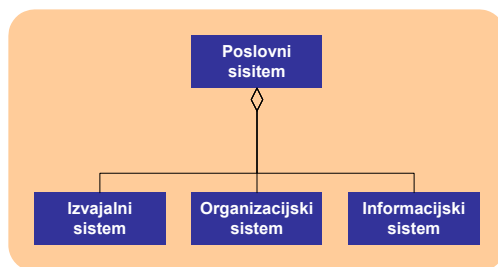 Poslovni
sisitem
Izvajalni
sistem
Organizacijski
sistem
Informacijski
sistem